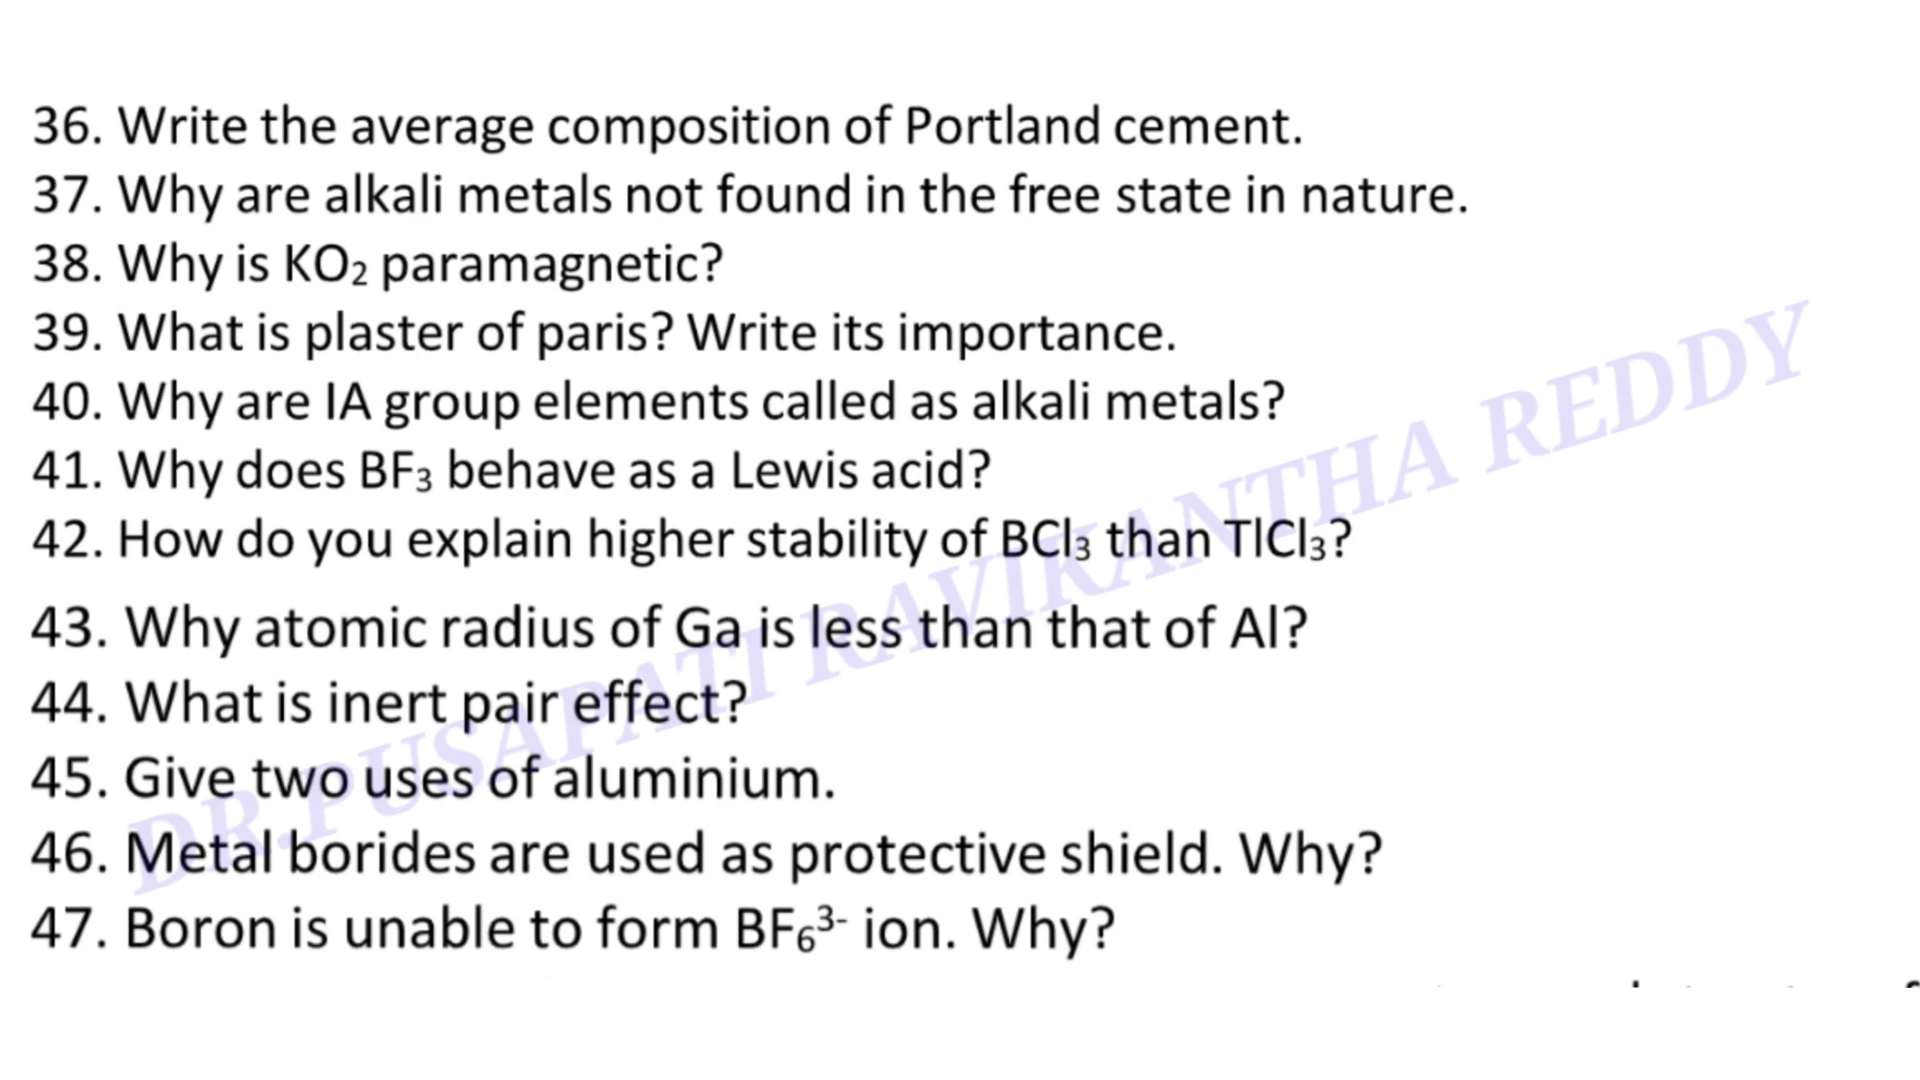 36. Write the average composition of Portland cement.
37. Why are alkali metals not found in the free state in nature.
38. Why is KO₂ paramagnetic?
39. What is plaster of paris? Write its importance.
40. Why are IA group elements called as alkali metals?
41. Why does BF₃ behave as a Lewis acid?
42. How do you explain higher stability of BCl₃ than TlCl₃?
43. Why atomic radius of Ga is less than that of Al?
44. What is inert pair effect?
45. Give two uses of aluminium.
46. Metal borides are used as protective shield. Why?
47. Boron is unable to form BF₆³⁻ ion. Why?
DR.PUSAPATI RAVIKANTHA REDDY